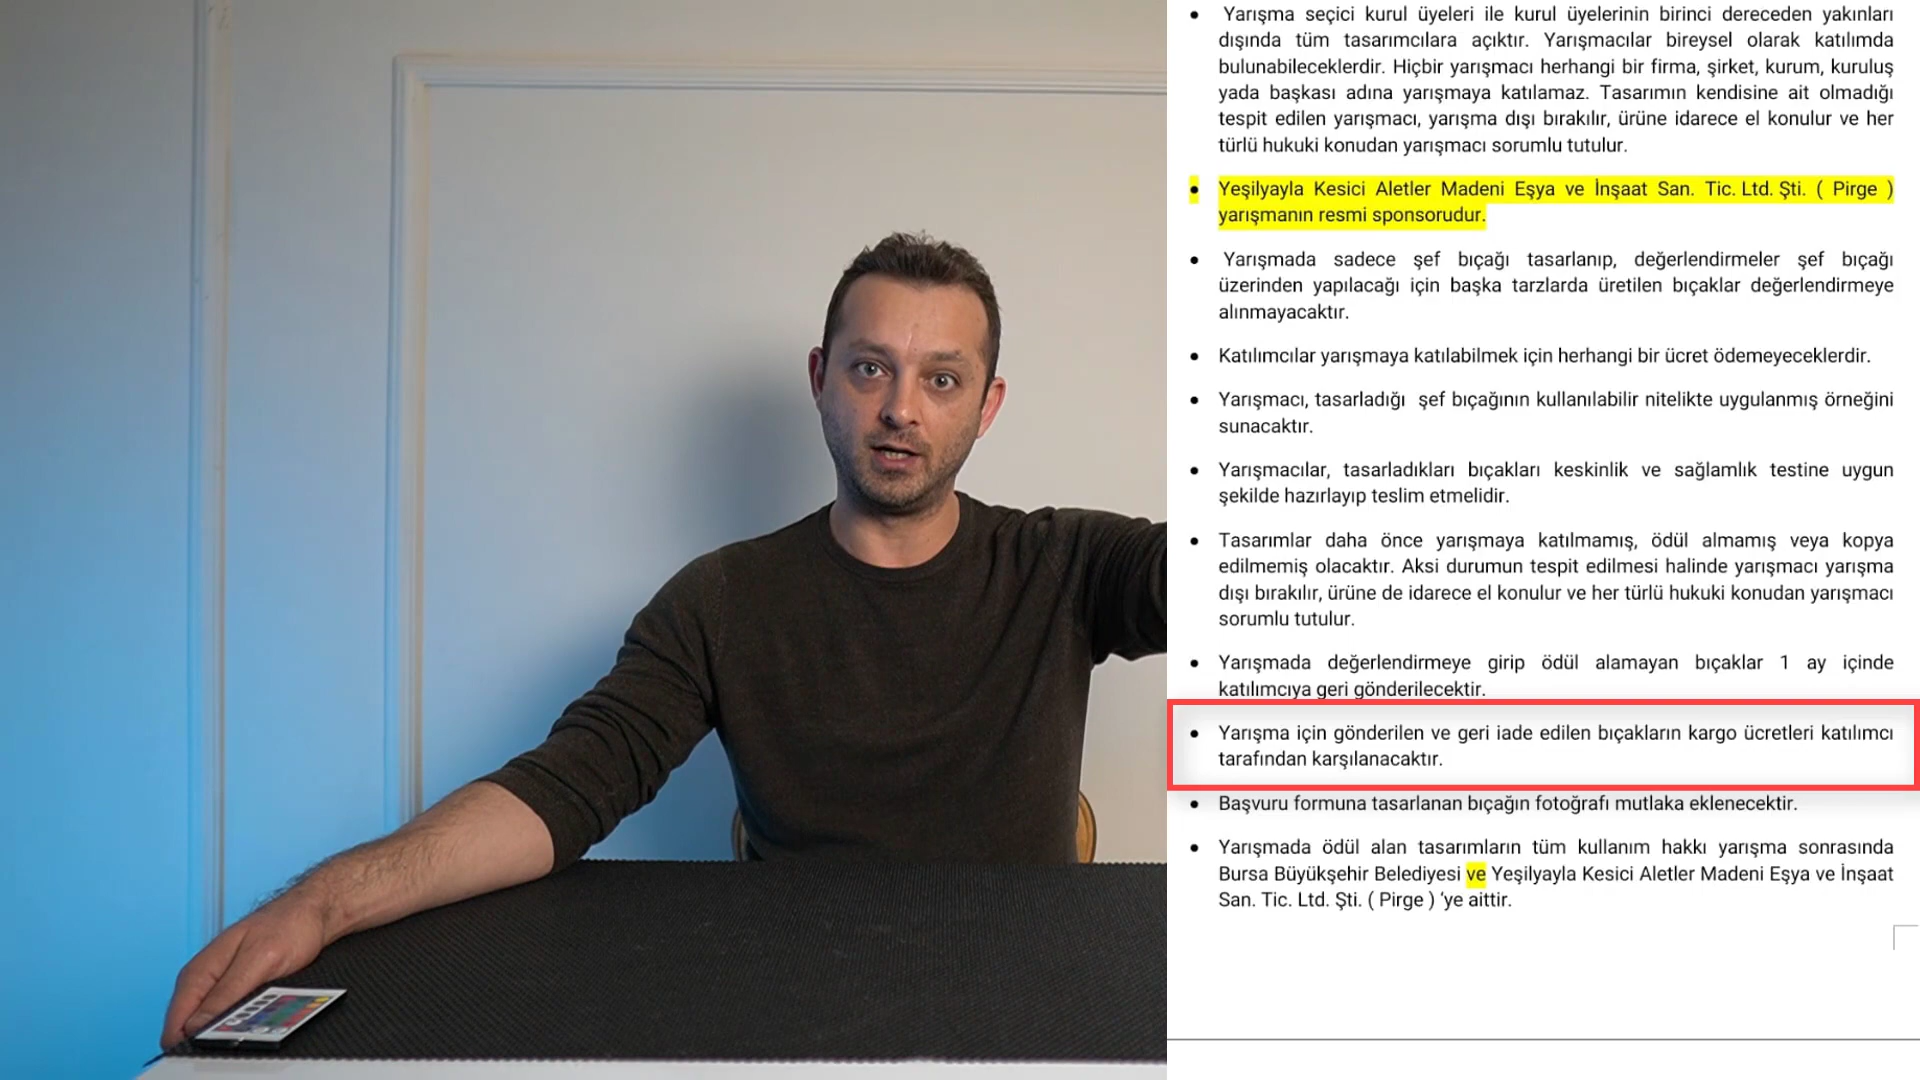 • Yarışma seçici kurul üyeleri ile kurul üyelerinin birinci dereceden yakınları
dışında tüm tasarımcılara açıktır. Yarışmacılar bireysel olarak katılımda
bulunabileceklerdir. Hiçbir yarışmacı herhangi bir firma, şirket, kurum, kuruluş
yada başkası adına yarışmaya katılamaz. Tasarımın kendisine ait olmadığı
tespit edilen yarışmacı, yarışma dışı bırakılır, ürüne idarece el konulur ve her
türlü hukuki konudan yarışmacı sorumlu tutulur.
• Yeşilyayla Kesici Aletler Madeni Eşya ve İnşaat San. Tic. Ltd. Şti. ( Pirge )
yarışmanın resmi sponsorudur.
• Yarışmada sadece şef bıçağı tasarlanıp, değerlendirmeler şef bıçağı
üzerinden yapılacağı için başka tarzlarda üretilen bıçaklar değerlendirmeye
alınmayacaktır.
• Katılımcılar yarışmaya katılabilmek için herhangi bir ücret ödemeyeceklerdir.
• Yarışmacı, tasarladığı şef bıçağının kullanılabilir nitelikte uygulanmış örneğini
sunacaktır.
• Yarışmacılar, tasarladıkları bıçakları keskinlik ve sağlamlık testine uygun
şekilde hazırlayıp teslim etmelidir.
• Tasarımlar daha önce yarışmaya katılmamış, ödül almamış veya kopya
edilmemiş olacaktır. Aksi durumun tespit edilmesi halinde yarışmacı yarışma
dışı bırakılır, ürüne de idarece el konulur ve her türlü hukuki konudan yarışmacı
sorumlu tutulur.
• Yarışmada değerlendirmeye girip ödül alamayan bıçaklar 1 ay içinde
katılımcıya geri gönderilecektir.
• Yarışma için gönderilen ve geri iade edilen bıçakların kargo ücretleri katılımcı
tarafından karşılanacaktır.
• Başvuru formuna tasarlanan bıçağın fotoğrafı mutlaka eklenecektir.
• Yarışmada ödül alan tasarımların tüm kullanım hakkı yarışma sonrasında
Bursa Büyükşehir Belediyesi ve Yeşilyayla Kesici Aletler Madeni Eşya ve İnşaat
San. Tic. Ltd. Şti. ( Pirge ) ‘ye aittir.